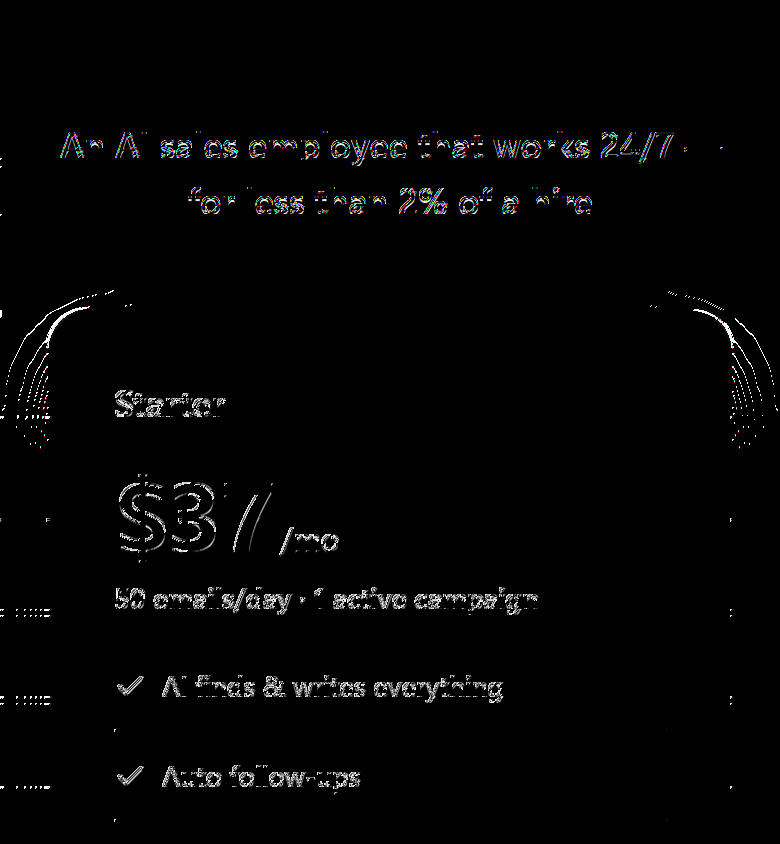 An AI sales employee that works 24/7 -
for less than 2% of a hire
Starter
$37/mo
50 emails/day · 1 active campaign
✓ AI finds & writes everything
✓ Auto follow-ups